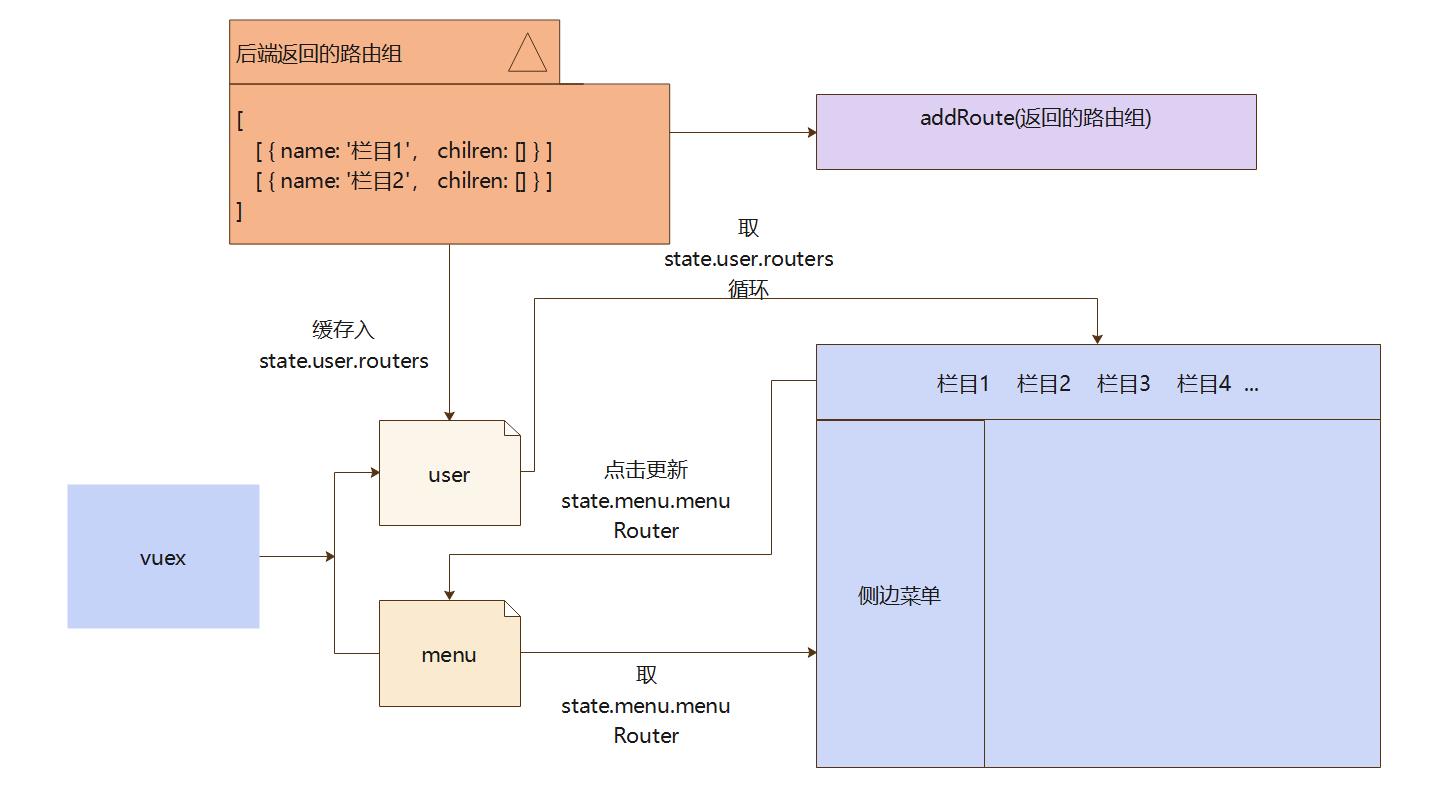 后端返回的路由组
[
[ { name: '栏目1'， chilren: [] } ]
[ { name: '栏目2'， chilren: [] } ]
]
addRoute(返回的路由组)
取
state.user.routers
循环
缓存入
state.user.routers
栏目1 栏目2 栏目3 栏目4 ...
user
点击更新
state.menu.menu
Router
vuex
侧边菜单
menu
取
state.menu.menu
Router